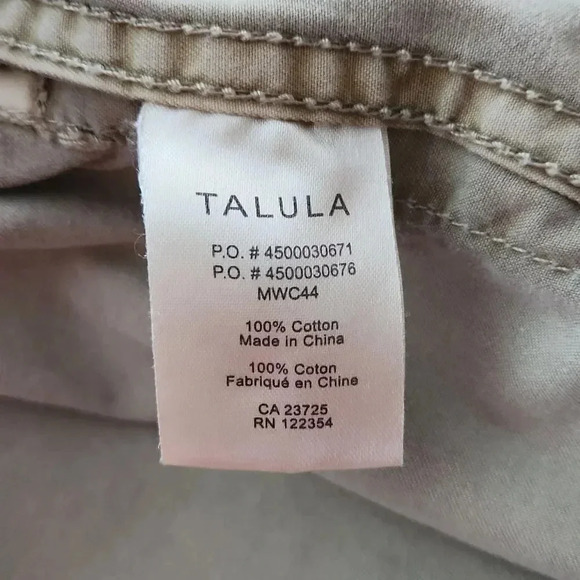 TALULA
P.O. # 4500030671
P.O. # 4500030676
MWC44
100% Cotton
Made in China
100% Coton
Fabriqué en Chine
CA 23725
RN 122354